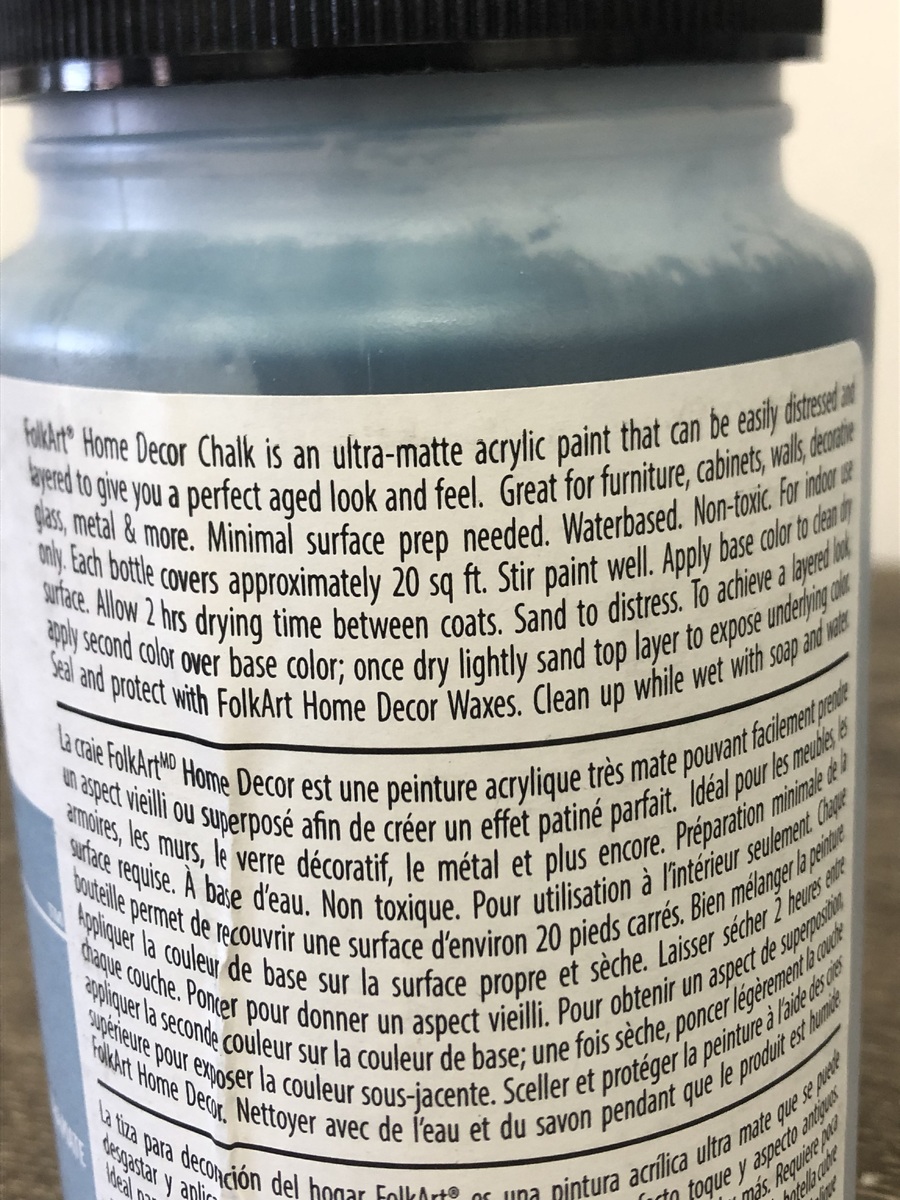 FolkArt® Home Decor Chalk is an ultra-matte acrylic paint that can be easily distressed and
layered to give you a perfect aged look and feel. Great for furniture, cabinets, walls, decorative
glass, metal & more. Minimal surface prep needed. Waterbased. Non-toxic. For indoor use
only. Each bottle covers approximately 20 sq ft. Stir paint well. Apply base color to clean dry
surface. Allow 2 hrs drying time between coats. Sand to distress. To achieve a layered look,
apply second color over base color; once dry lightly sand top layer to expose underlying color.
Seal and protect with FolkArt Home Decor Waxes. Clean up while wet with soap and water.
La craie FolkArtMD Home Decor est une peinture acrylique très mate pouvant facilement prendre
un aspect vieilli ou superposé afin de créer un effet patiné parfait. Idéal pour les meubles, les
armoires, les murs, le verre décoratif, le métal et plus encore. Préparation minimale de la
surface requise. À base d'eau. Non toxique. Pour utilisation à l'intérieur seulement. Chaque
bouteille permet de recouvrir une surface d'environ 20 pieds carrés. Bien mélanger la peinture.
Appliquer la couleur de base sur la surface propre et sèche. Laisser sécher 2 heures entre
chaque couche. Poncer pour donner un aspect vieilli. Pour obtenir un aspect de superposition,
appliquer la seconde couleur sur la couleur de base; une fois sèche, poncer légèrement la couche
supérieure pour exposer la couleur sous-jacente. Sceller et protéger la peinture à l'aide des cires
FolkArt Home Decor. Nettoyer avec de l'eau et du savon pendant que le produit est humide.
La tiza para decoración del hogar FolkArt® es una pintura acrílica ultra mate que se puede
desgastar y toque y aspecto antiguos.
Ideal más. Requiere poca
botella cubre